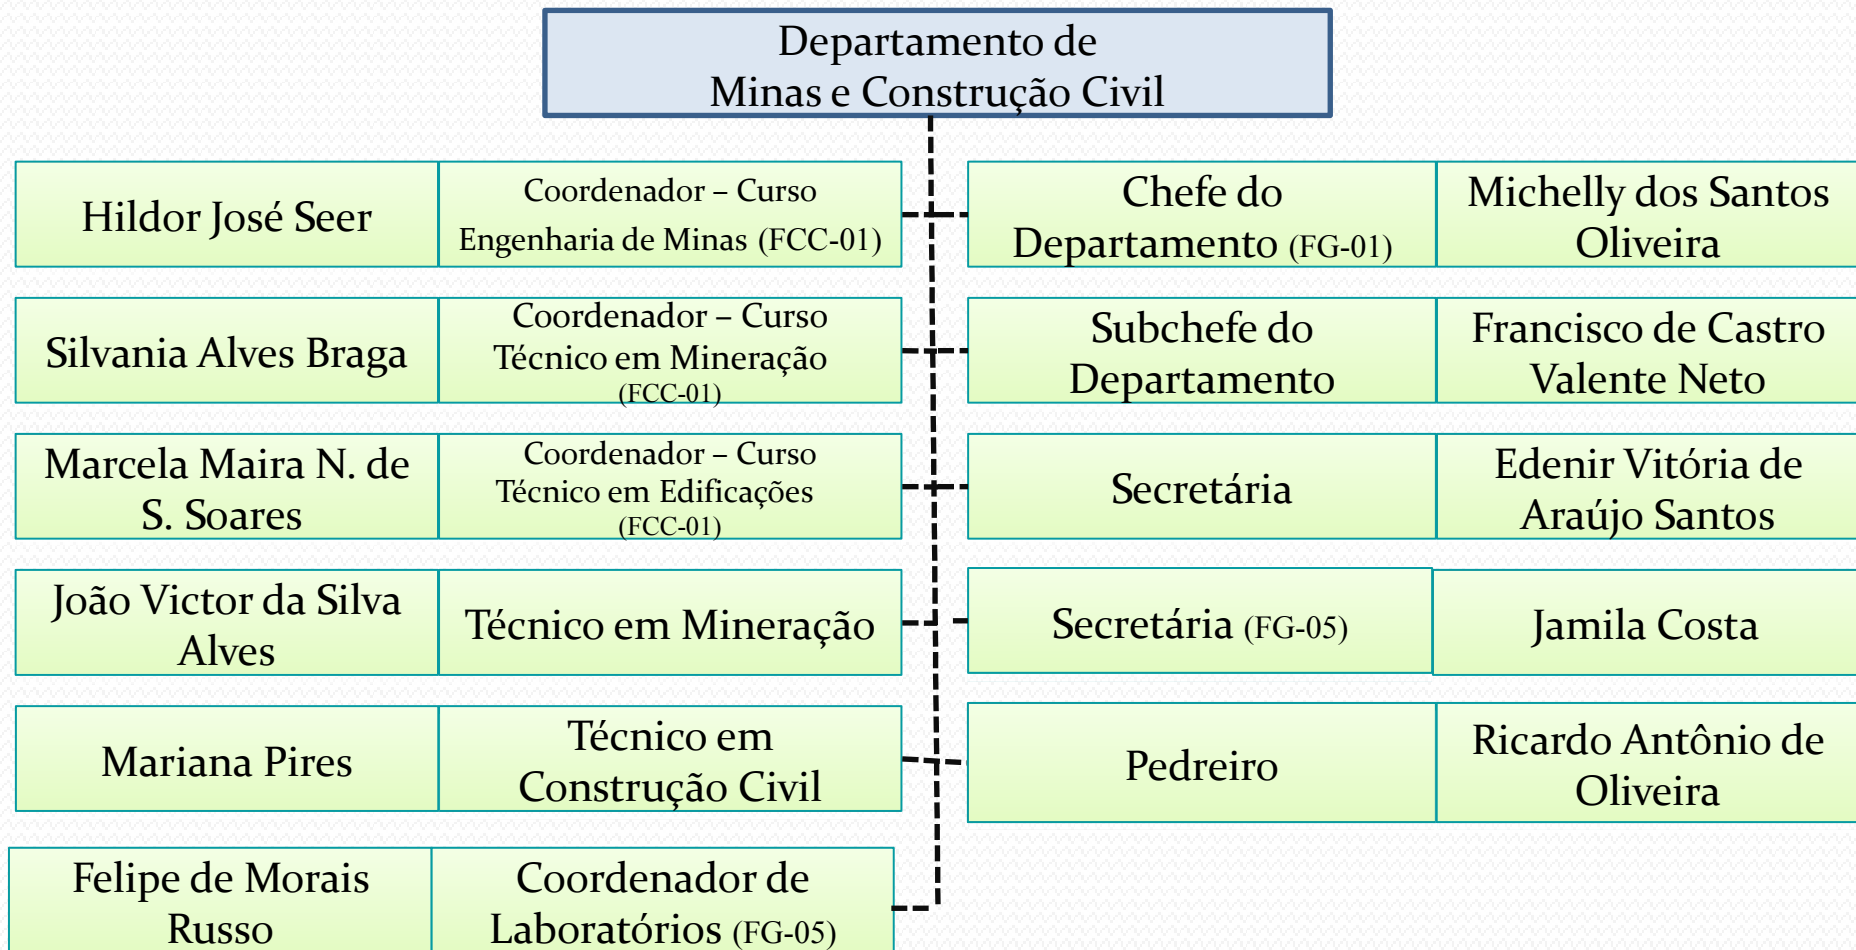 Departamento de
Minas e Construção Civil
Hildor José Seer
Coordenador – Curso
Engenharia de Minas (FCC-01)
Chefe do
Departamento (FG-01)
Michelly dos Santos
Oliveira
Silvania Alves Braga
Coordenador – Curso
Técnico em Mineração
(FCC-01)
Subchefe do
Departamento
Francisco de Castro
Valente Neto
Marcela Maira N. de
S. Soares
Coordenador – Curso
Técnico em Edificações
(FCC-01)
Secretária
Edenir Vitória de
Araújo Santos
João Victor da Silva
Alves
Técnico em Mineração
Secretária (FG-05)
Jamila Costa
Mariana Pires
Técnico em
Construção Civil
Pedreiro
Ricardo Antônio de
Oliveira
Felipe de Morais
Russo
Coordenador de
Laboratórios (FG-05)